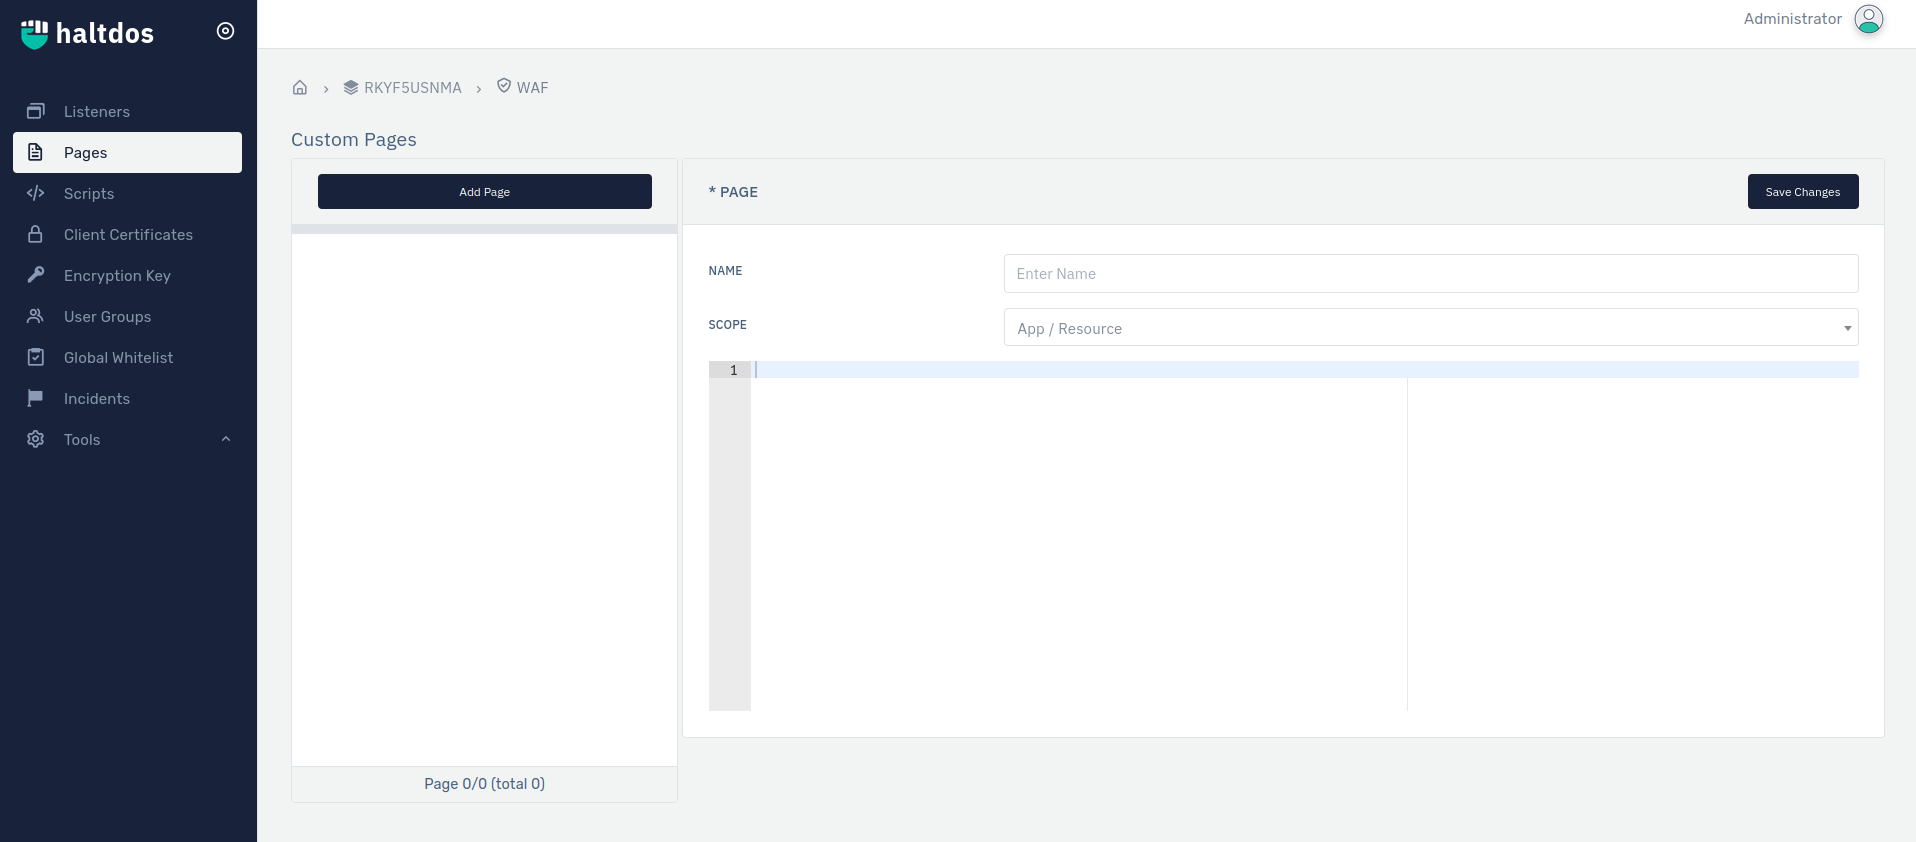 haltdos
Administrator
Listeners
Pages
Scripts
Client Certificates
Encryption Key
User Groups
Global Whitelist
Incidents
Tools
RKYF5USNMA
WAF
Custom Pages
Add Page
Page 0/0 (total 0)
* PAGE
Save Changes
NAME
Enter Name
SCOPE
App / Resource
1